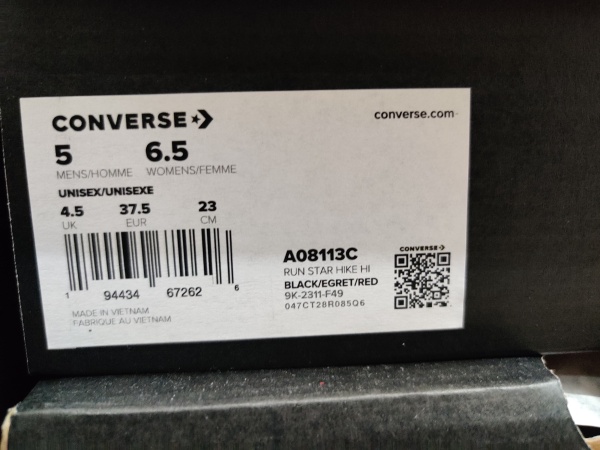 CONVERSE
converse.com
5 6.5
MENS/HOMME WOMENS/FEMME
UNISEX/UNISEXE
4.5 37.5 23
UK EUR CM
1 94434 67262 6
MADE IN VIETNAM
FABRIQUE AU VIETNAM
A08113C
RUN STAR HIKE HI
BLACK/EGRET/RED
9K-2311-F49
047CT28R085Q6
CONVERSE